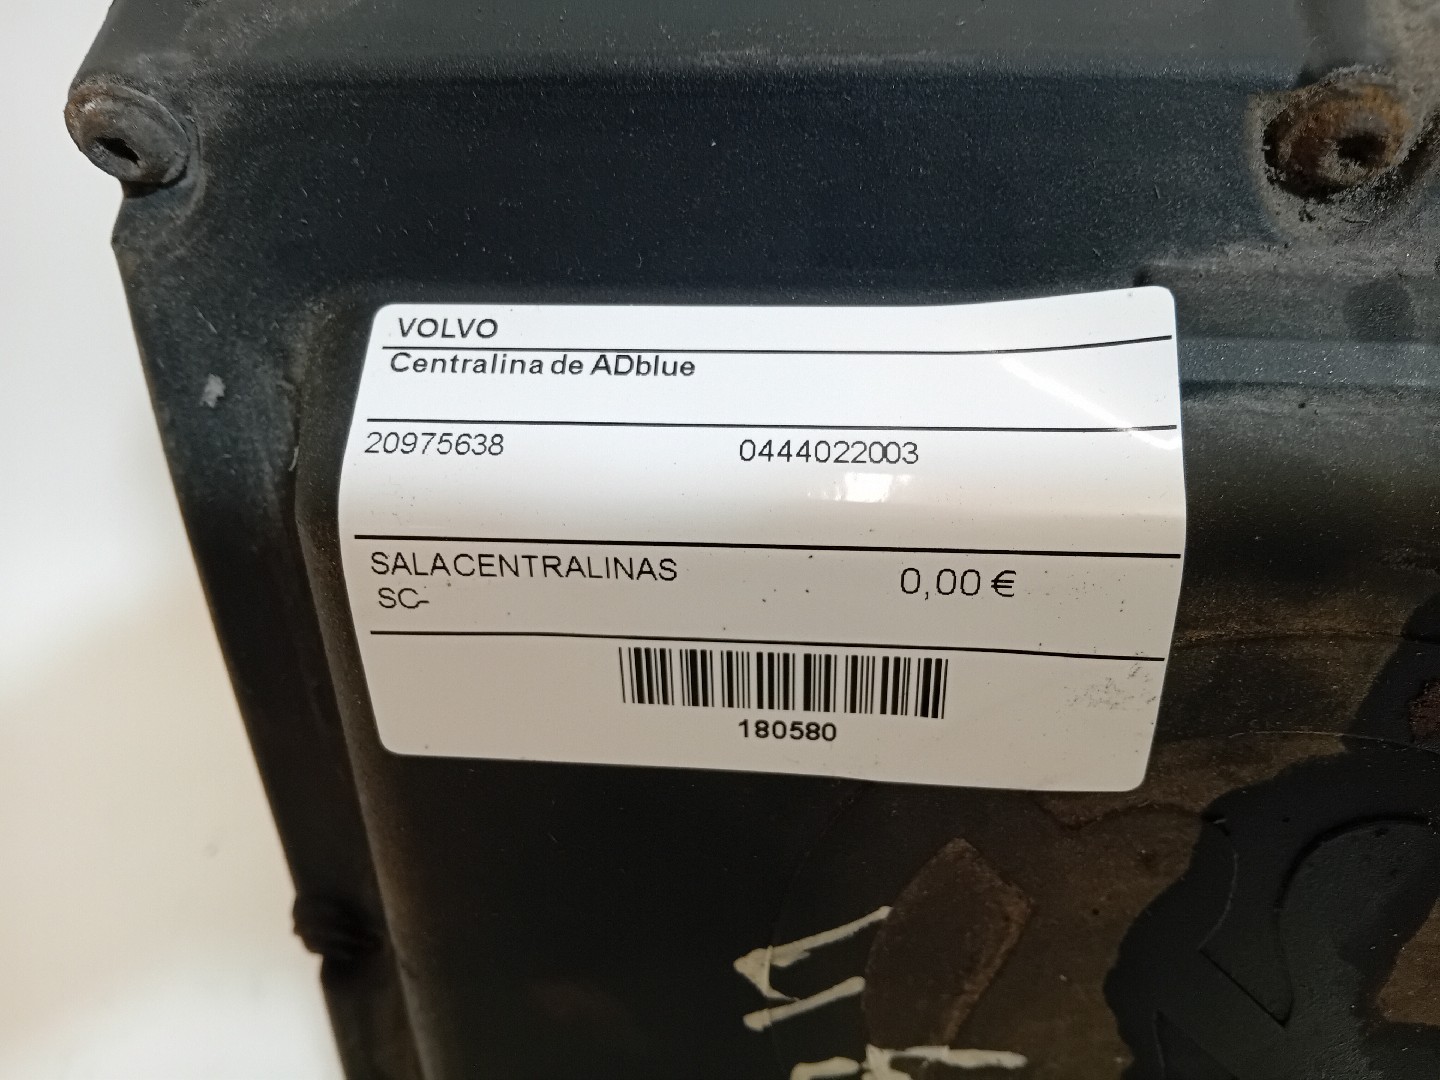 VOLVO
Centralina de ADblue
20975638 0444022003
SALACENTRALINAS 0,00 €
SC-
180580